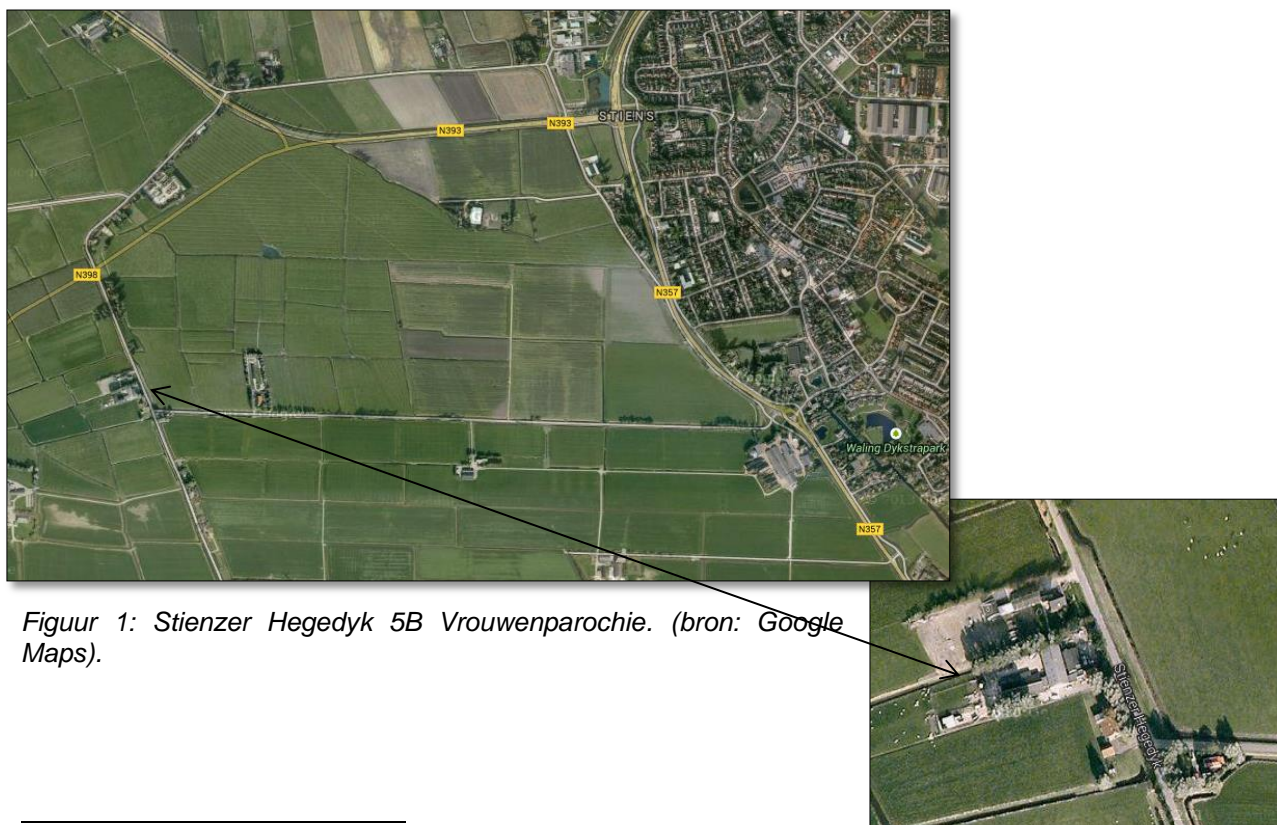 STIENS
N393
N393
N398
N357
Waling Dykstrapark
N357
Figuur 1: Stienzer Hegedyk 5B Vrouwenparochie. (bron: Google
Maps).
Stienzer Hegedyk